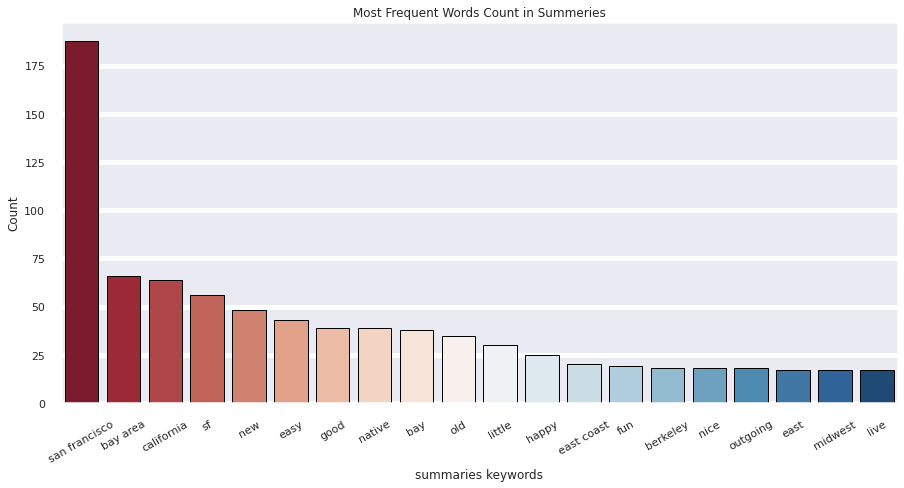 Most Frequent Words Count in Summeries
Count
175
150
125
100
75
50
25
0
san francisco
bay area
california
sf
new
easy
good
native
bay
old
little
happy
east coast
fun
berkeley
nice
outgoing
east
midwest
live
summaries keywords